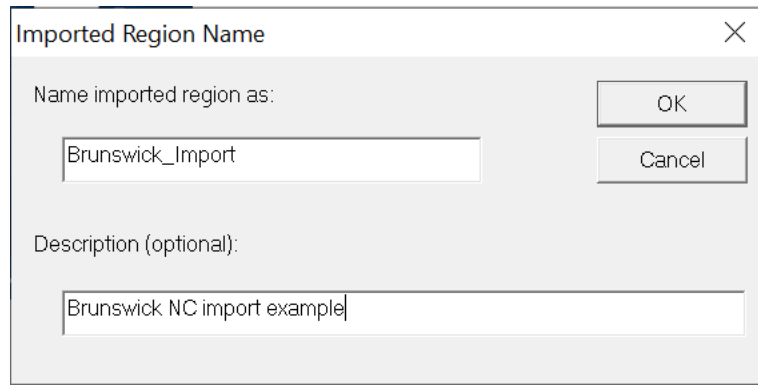 Imported Region Name
Name imported region as:
OK
Brunswick_Import
Cancel
Description (optional):
Brunswick NC import example